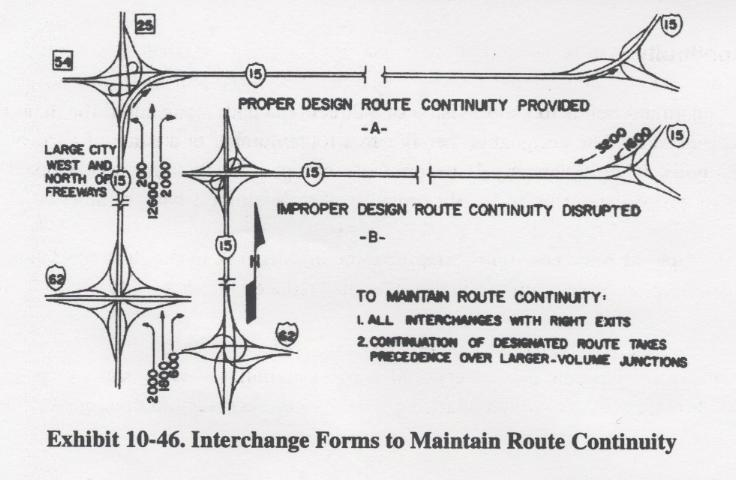 25
54
15
15
PROPER DESIGN ROUTE CONTINUITY PROVIDED
-A-
LARGE CITY
WEST AND
NORTH OF
FREEWAYS
15
200
12600
2000
15
3200
1600
15
IMPROPER DESIGN ROUTE CONTINUITY DISRUPTED
-B-
15
N
62
62
2000
1800
600
TO MAINTAIN ROUTE CONTINUITY:
1. ALL INTERCHANGES WITH RIGHT EXITS
2. CONTINUATION OF DESIGNATED ROUTE TAKES
PRECEDENCE OVER LARGER-VOLUME JUNCTIONS
Exhibit 10-46. Interchange Forms to Maintain Route Continuity